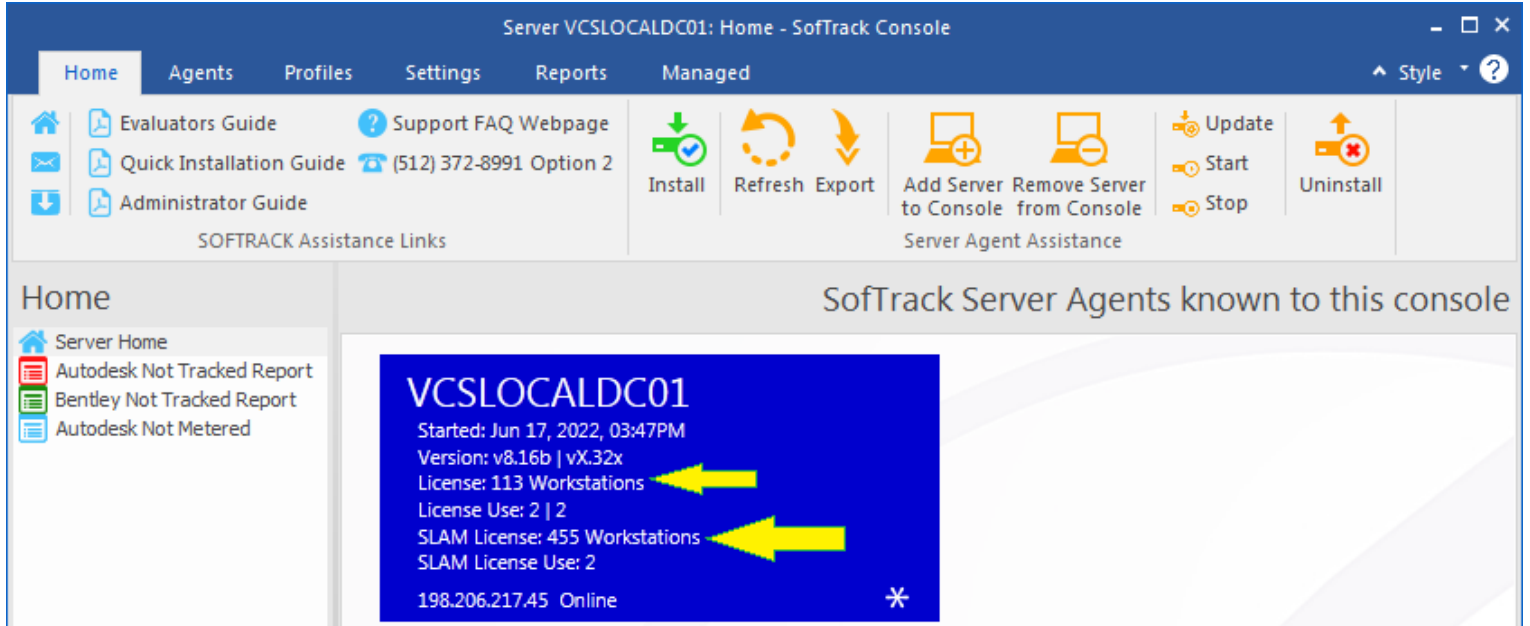 Server VCSLOCALDC01: Home - SofTrack Console
Home Agents Profiles Settings Reports Managed Style
Evaluators Guide
Quick Installation Guide
Administrator Guide
Support FAQ Webpage
(512) 372-8991 Option 2
SOFTRACK Assistance Links
Install
Refresh
Export
Add Server
to Console
Remove Server
from Console
Update
Start
Stop
Uninstall
Server Agent Assistance
Home
Server Home
Autodesk Not Tracked Report
Bentley Not Tracked Report
Autodesk Not Metered
SofTrack Server Agents known to this console
VCSLOCALDC01
Started: Jun 17, 2022, 03:47PM
Version: v8.16b | vX.32x
License: 113 Workstations
License Use: 2 | 2
SLAM License: 455 Workstations
SLAM License Use: 2
198.206.217.45 Online